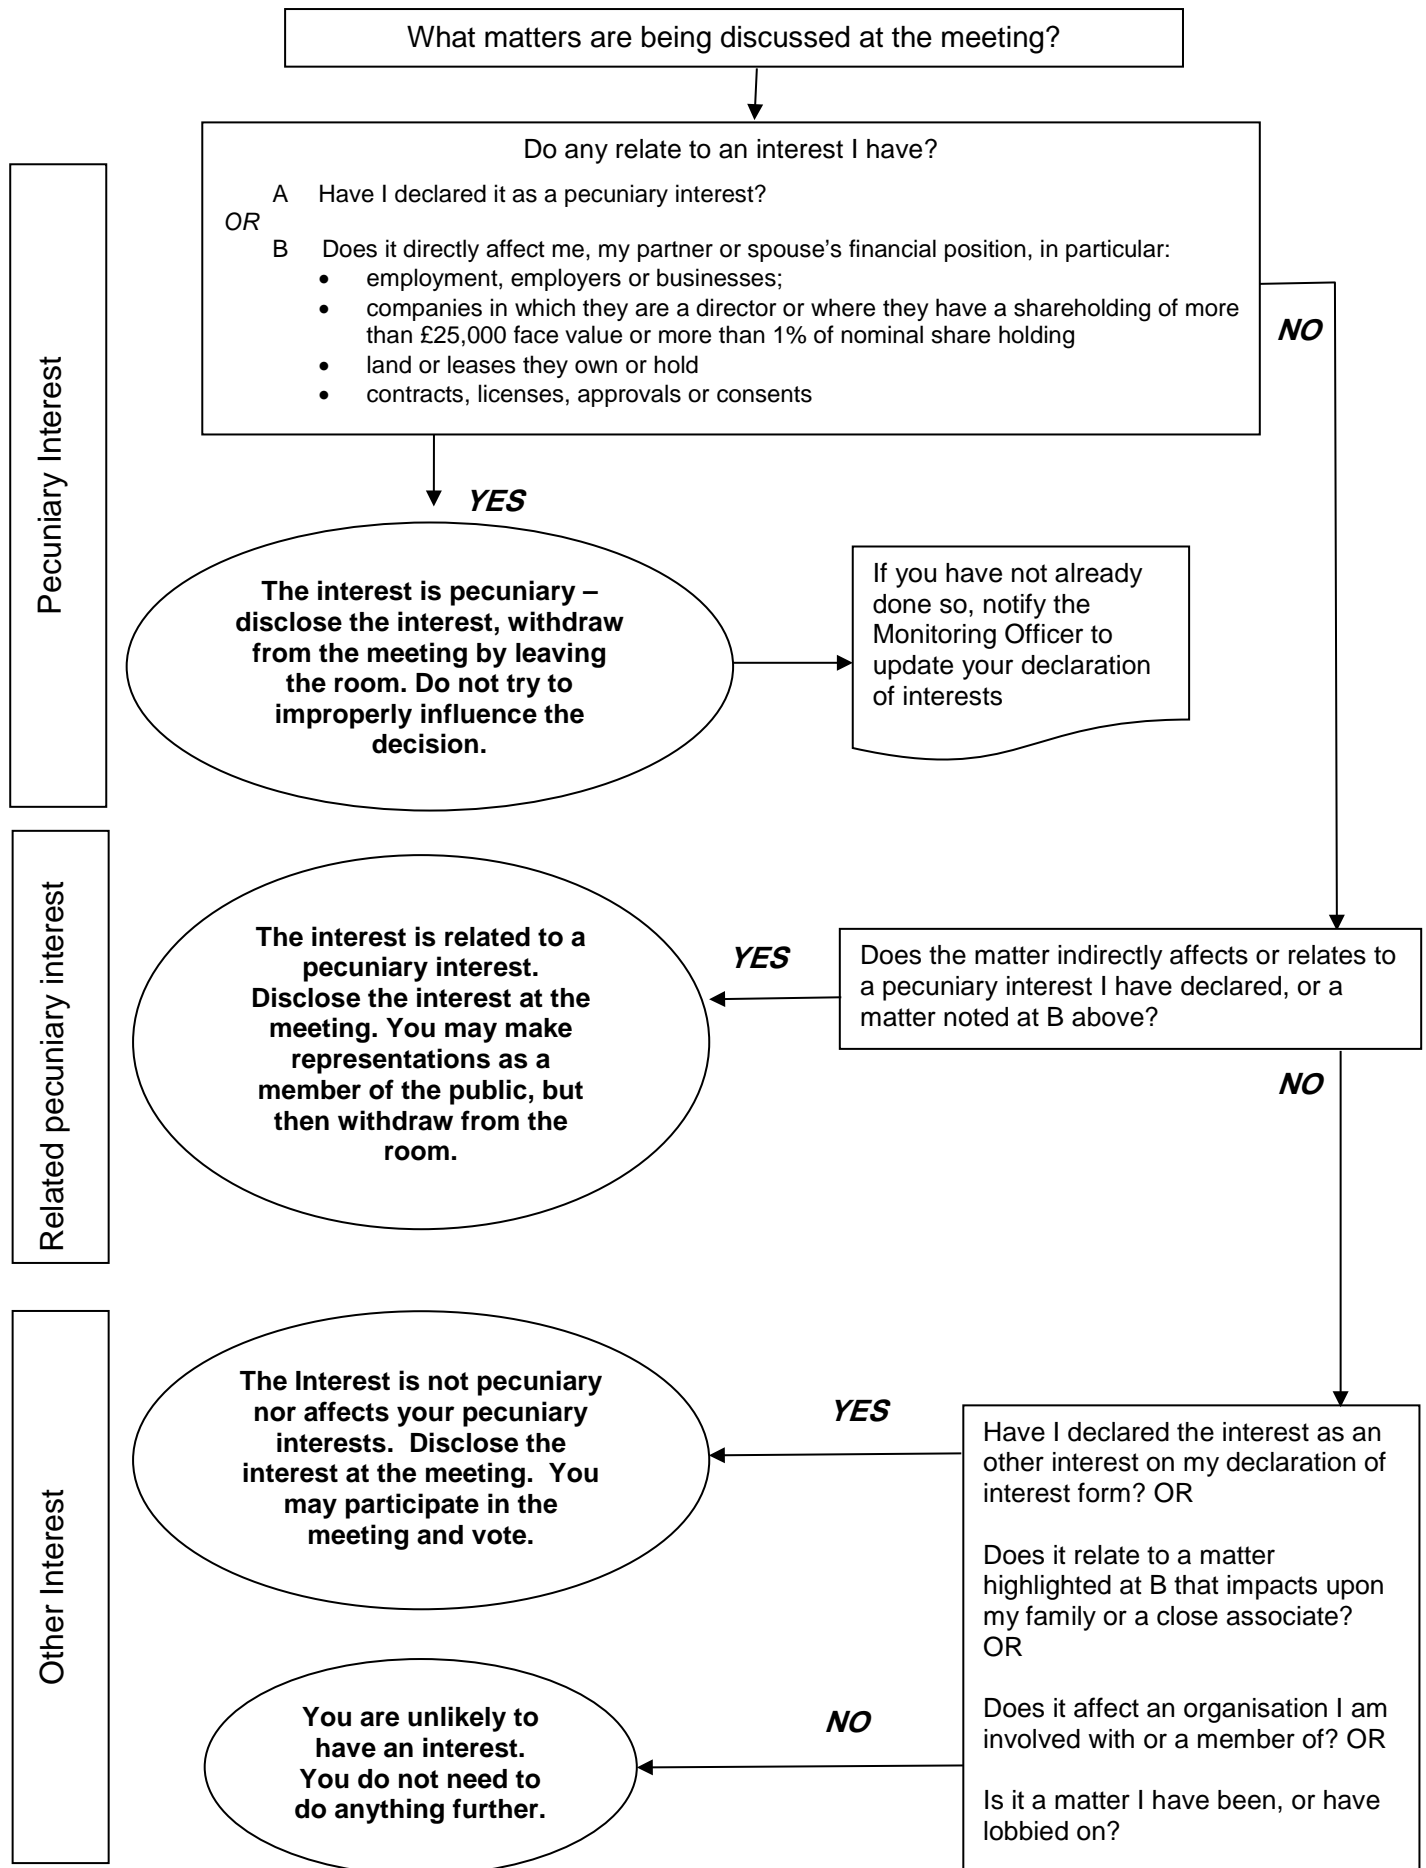 What matters are being discussed at the meeting?
Do any relate to an interest I have?
A Have I declared it as a pecuniary interest?
OR
B Does it directly affect me, my partner or spouse's financial position, in particular:
• employment, employers or businesses;
• companies in which they are a director or where they have a shareholding of more
than £25,000 face value or more than 1% of nominal share holding
• land or leases they own or hold
• contracts, licenses, approvals or consents
NO
Pecuniary Interest
YES
The interest is pecuniary –
disclose the interest, withdraw
from the meeting by leaving
the room. Do not try to
improperly influence the
decision.
If you have not already
done so, notify the
Monitoring Officer to
update your declaration
of interests
Related pecuniary interest
The interest is related to a
pecuniary interest.
Disclose the interest at the
meeting. You may make
representations as a
member of the public, but
then withdraw from the
room.
YES
Does the matter indirectly affects or relates to
a pecuniary interest I have declared, or a
matter noted at B above?
NO
Other Interest
The Interest is not pecuniary
nor affects your pecuniary
interests. Disclose the
interest at the meeting. You
may participate in the
meeting and vote.
YES
Have I declared the interest as an
other interest on my declaration of
interest form? OR
Does it relate to a matter
highlighted at B that impacts upon
my family or a close associate?
OR
Does it affect an organisation I am
involved with or a member of? OR
Is it a matter I have been, or have
lobbied on?
NO
You are unlikely to
have an interest.
You do not need to
do anything further.